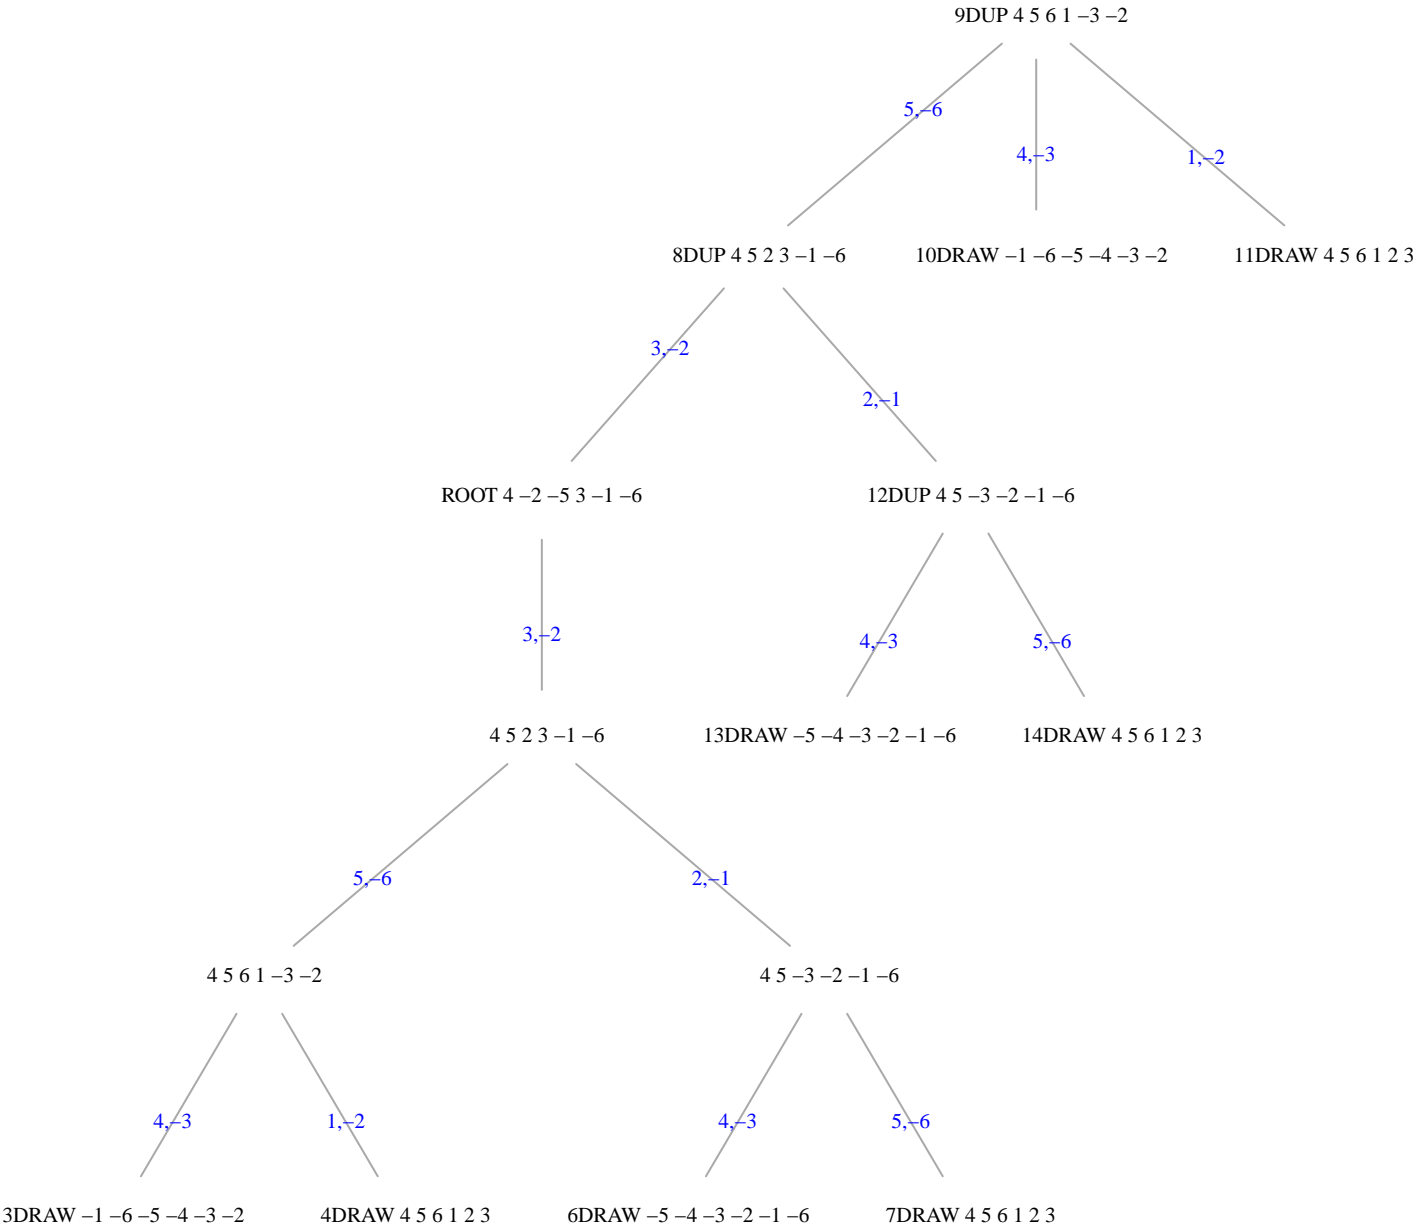 9DUP 4 5 6 1 –3 –2
5,–6
4,–3
1,–2
8DUP 4 5 2 3 –1 –6
10DRAW –1 –6 –5 –4 –3 –2
11DRAW 4 5 6 1 2 3
3,–2
2,–1
ROOT 4 –2 –5 3 –1 –6
12DUP 4 5 –3 –2 –1 –6
3,–2
4,–3
5,–6
4 5 2 3 –1 –6
13DRAW –5 –4 –3 –2 –1 –6
14DRAW 4 5 6 1 2 3
5,–6
2,–1
4 5 6 1 –3 –2
4 5 –3 –2 –1 –6
4,–3
1,–2
4,–3
5,–6
3DRAW –1 –6 –5 –4 –3 –2
4DRAW 4 5 6 1 2 3
6DRAW –5 –4 –3 –2 –1 –6
7DRAW 4 5 6 1 2 3